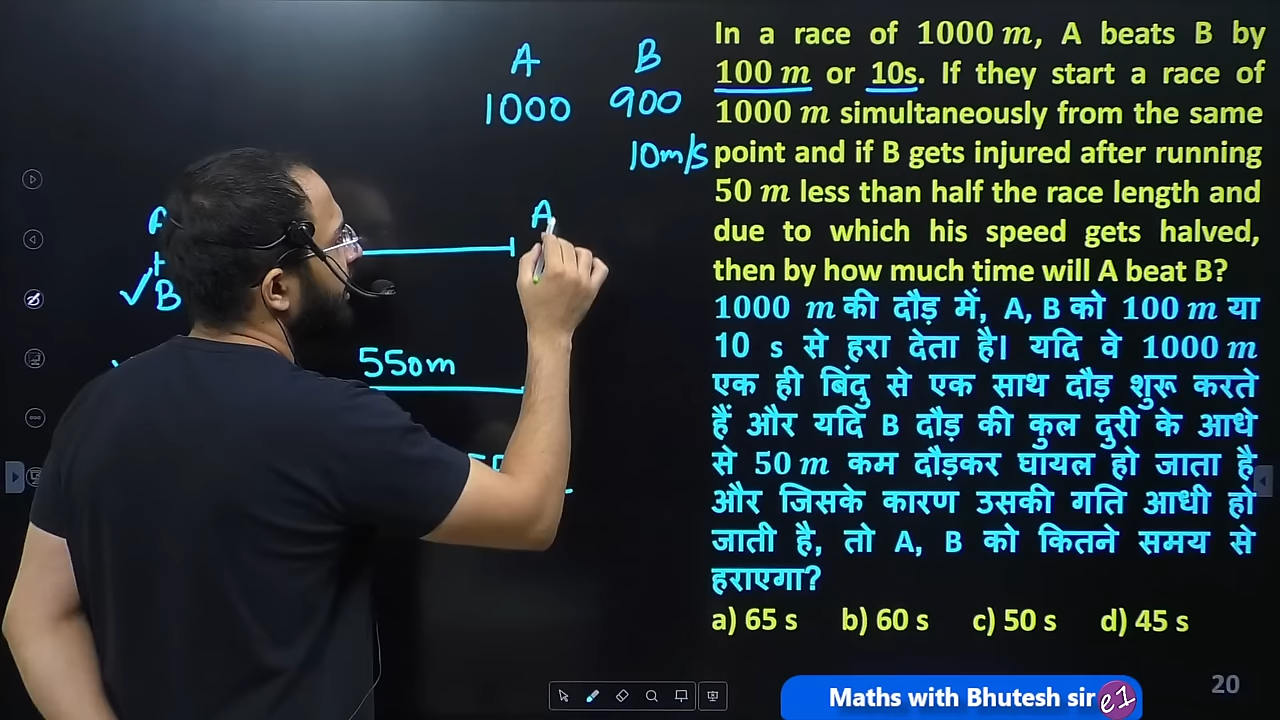 A B
1000 900
10m/s
A
B
550m
In a race of 1000 m, A beats B by
100 m or 10s. If they start a race of
1000 m simultaneously from the same
point and if B gets injured after running
50 m less than half the race length and
due to which his speed gets halved,
then by how much time will A beat B?
1000 m की दौड़ में, A, B को 100 m या
10 s से हरा देता है। यदि वे 1000 m
एक ही बिंदु से एक साथ दौड़ शुरू करते
हैं और यदि B दौड़ की कुल दुरी के आधे
से 50 m कम दौड़कर घायल हो जाता है
और जिसके कारण उसकी गति आधी हो
जाती है, तो A, B को कितने समय से
हराएगा?
a) 65 s b) 60 s c) 50 s d) 45 s
Maths with Bhutesh sir e1
20